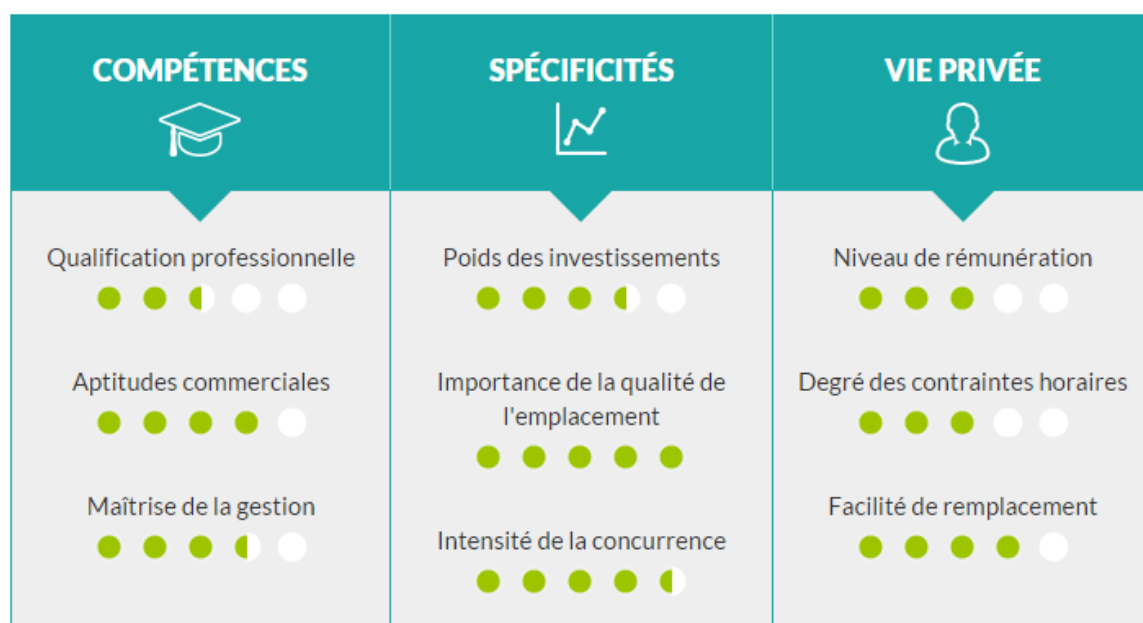 COMPÉTENCES
Qualification professionnelle
Aptitudes commerciales
Maîtrise de la gestion
SPÉCIFICITÉS
Poids des investissements
Importance de la qualité de
l'emplacement
Intensité de la concurrence
VIE PRIVÉE
Niveau de rémunération
Degré des contraintes horaires
Facilité de remplacement